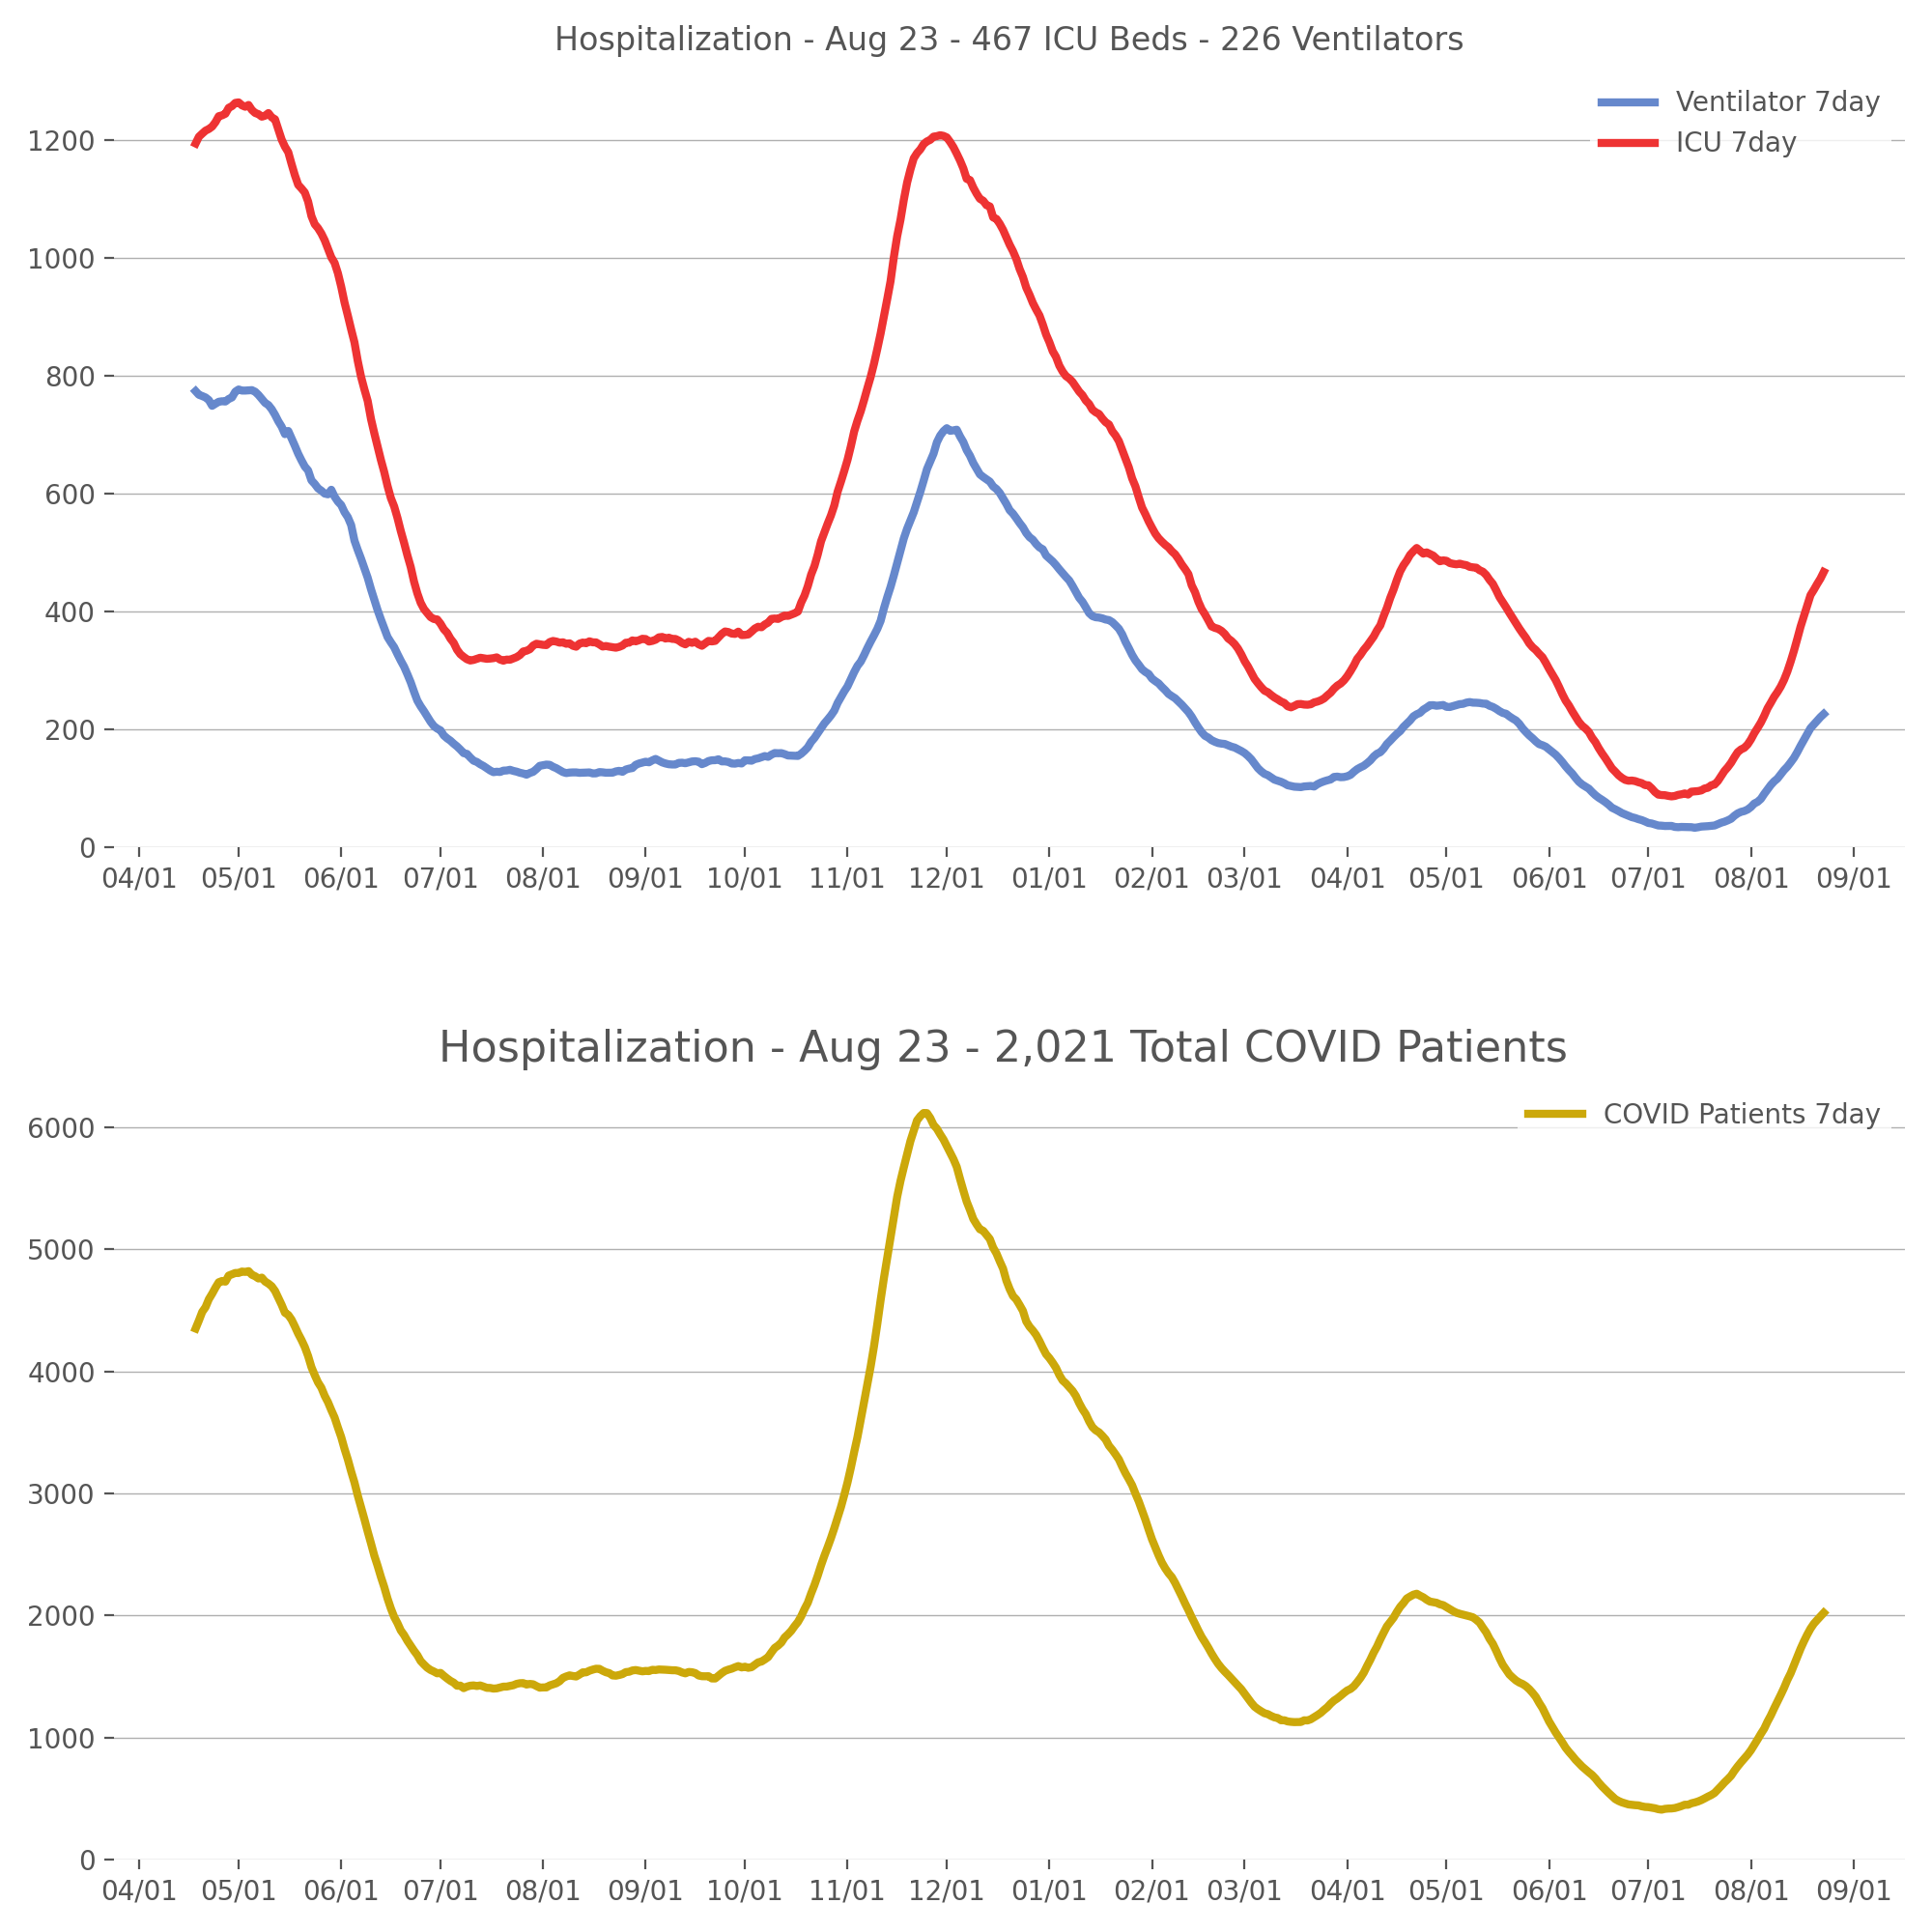 Hospitalization - Aug 23 - 467 ICU Beds - 226 Ventilators
Ventilator 7day
ICU 7day
1200
1000
800
600
400
200
0
04/01 05/01 06/01 07/01 08/01 09/01 10/01 11/01 12/01 01/01 02/01 03/01 04/01 05/01 06/01 07/01 08/01 09/01
Hospitalization - Aug 23 - 2,021 Total COVID Patients
COVID Patients 7day
6000
5000
4000
3000
2000
1000
0
04/01 05/01 06/01 07/01 08/01 09/01 10/01 11/01 12/01 01/01 02/01 03/01 04/01 05/01 06/01 07/01 08/01 09/01